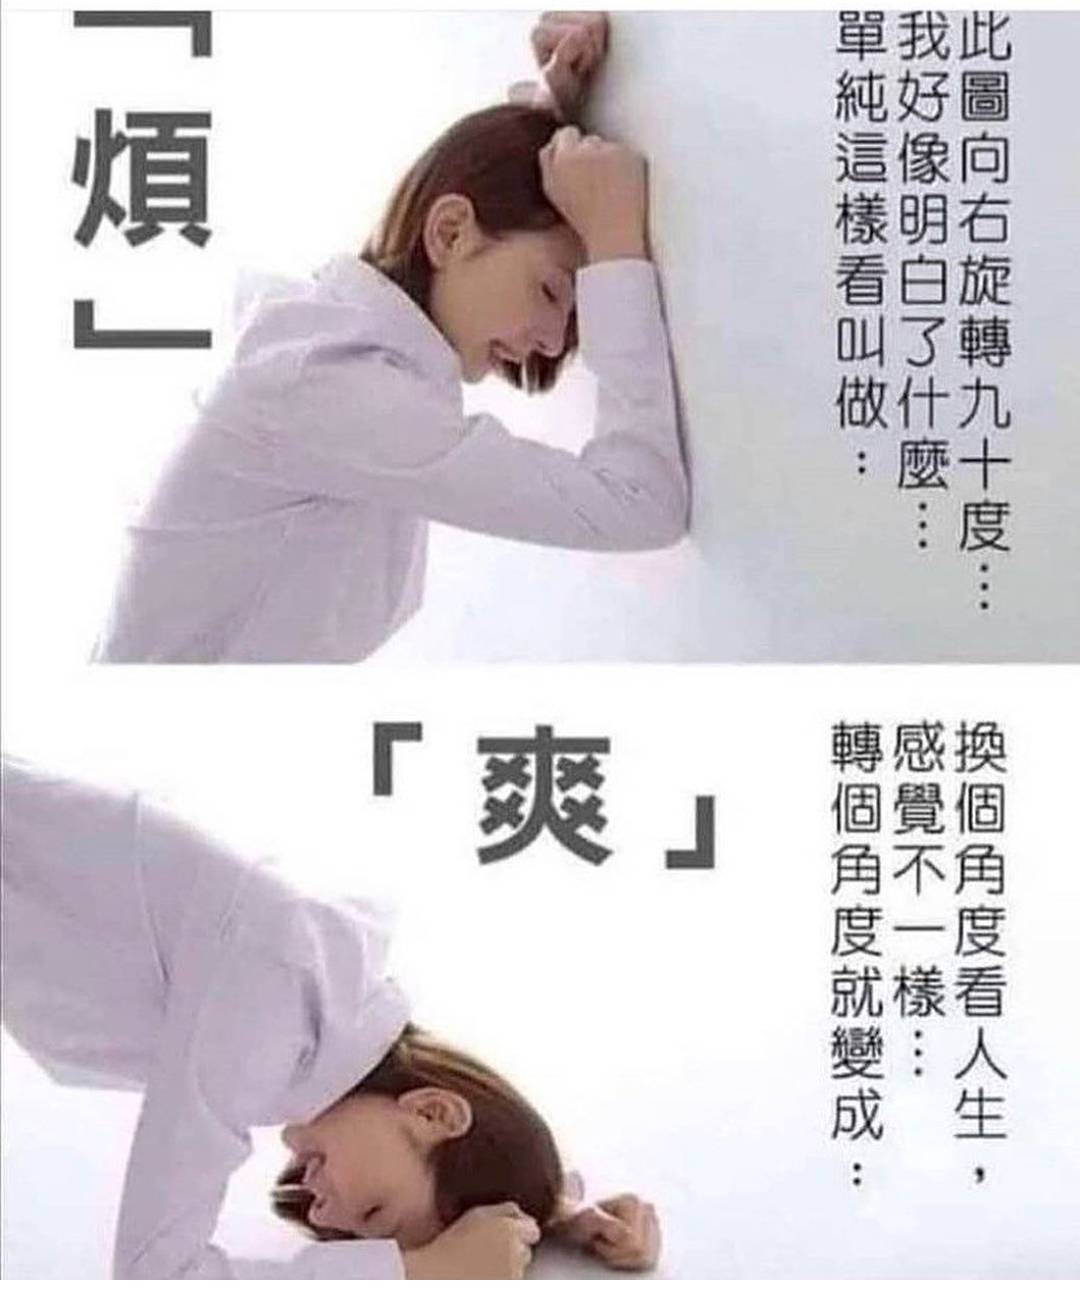 此圖向右旋轉九十度…
我好像明白了什麼…
單純這樣看叫做：
「煩」
換個角度看人生，
感覺不一樣…
轉個角度就變成：
「爽」